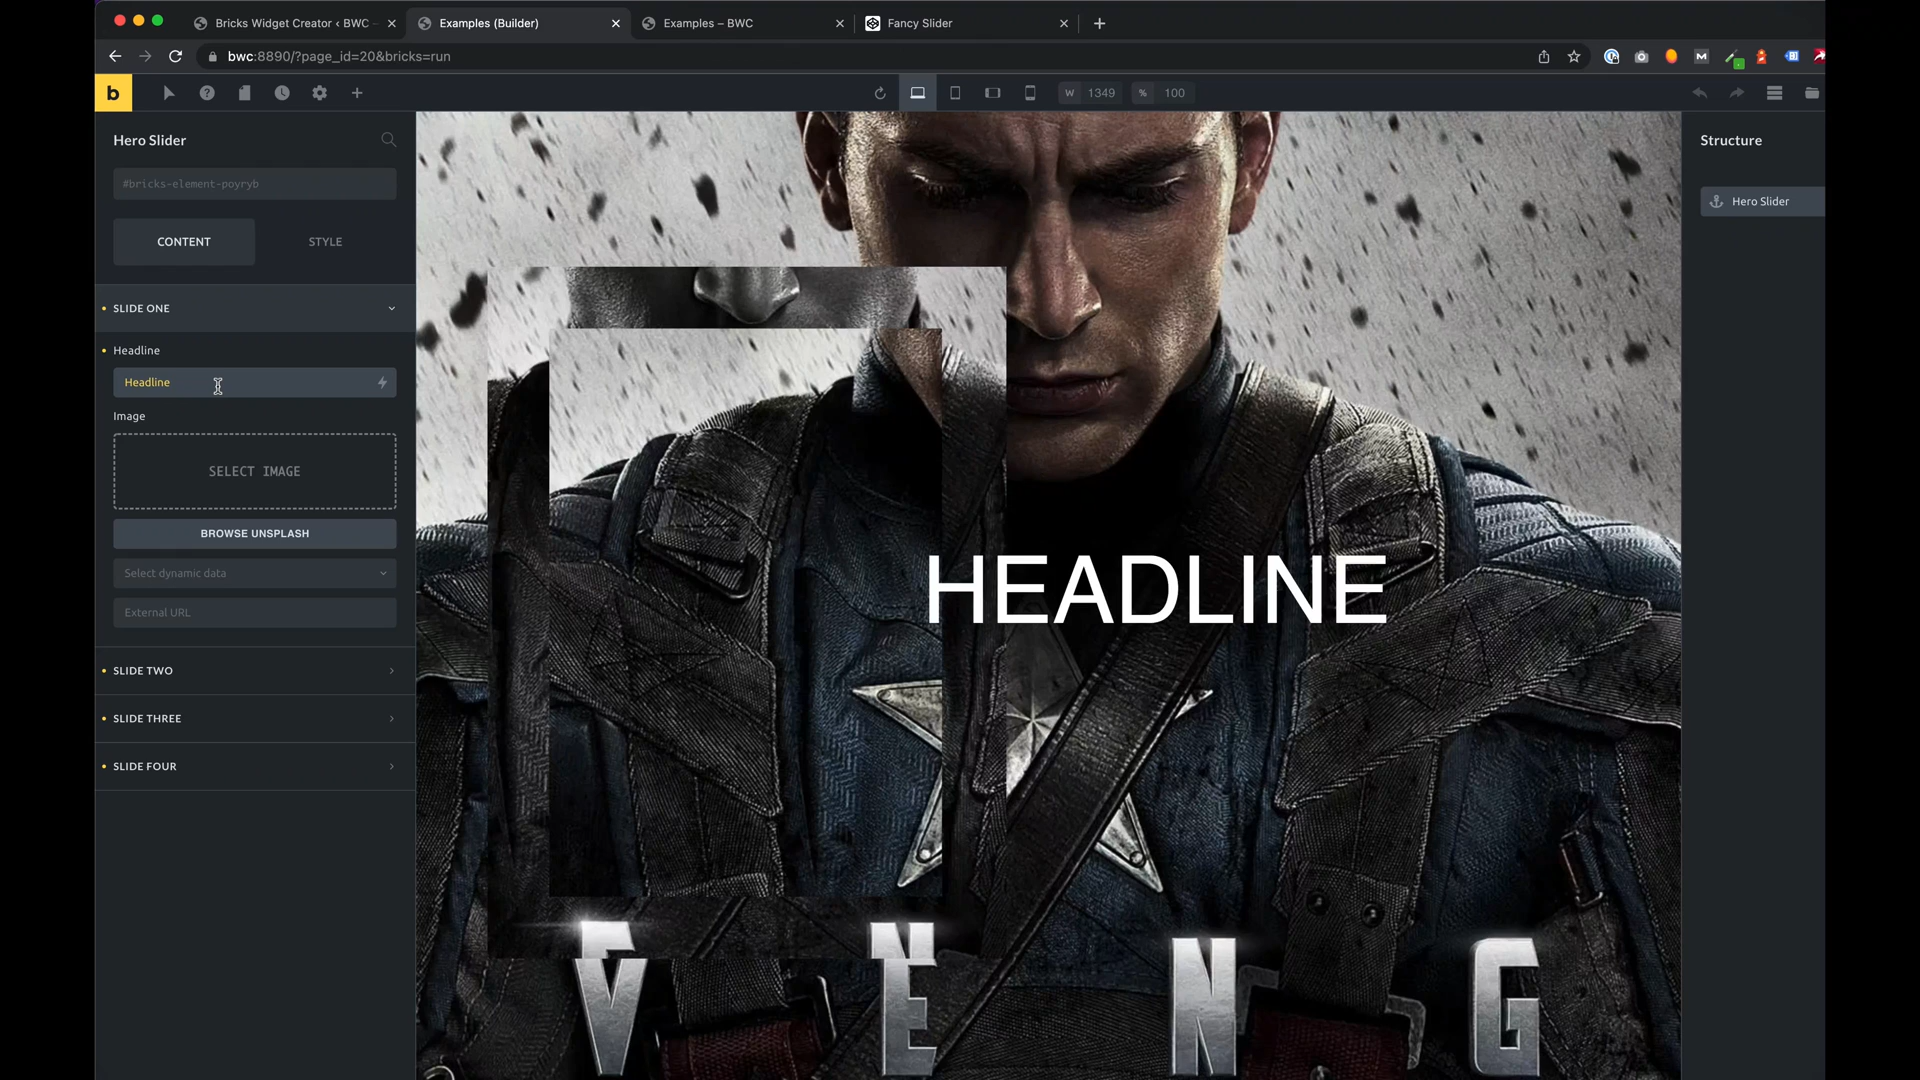 Bricks Widget Creator ‹ BWC –
Examples (Builder)
Examples – BWC
Fancy Slider
bwc:8890/?page_id=20&bricks=run
b
W 1349
% 100
Hero Slider
#bricks-element-poyryb
CONTENT
STYLE
SLIDE ONE
Headline
Headline
Image
SELECT IMAGE
BROWSE UNSPLASH
Select dynamic data
External URL
SLIDE TWO
SLIDE THREE
SLIDE FOUR
HEADLINE
V E N G
Structure
Hero Slider